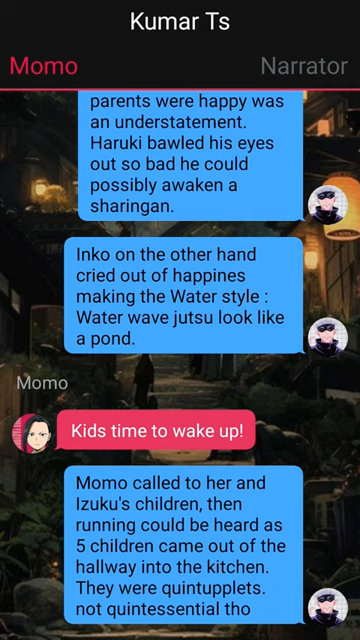 Kumar Ts
Momo
Narrator
parents were happy was
an understatement.
Haruki bawled his eyes
out so bad he could
possibly awaken a
sharingan.
Inko on the other hand
cried out of happines
making the Water style :
Water wave jutsu look like
a pond.
Momo
Kids time to wake up!
Momo called to her and
Izuku's children, then
running could be heard as
5 children came out of the
hallway into the kitchen.
They were quintupplets.
not quintessential tho